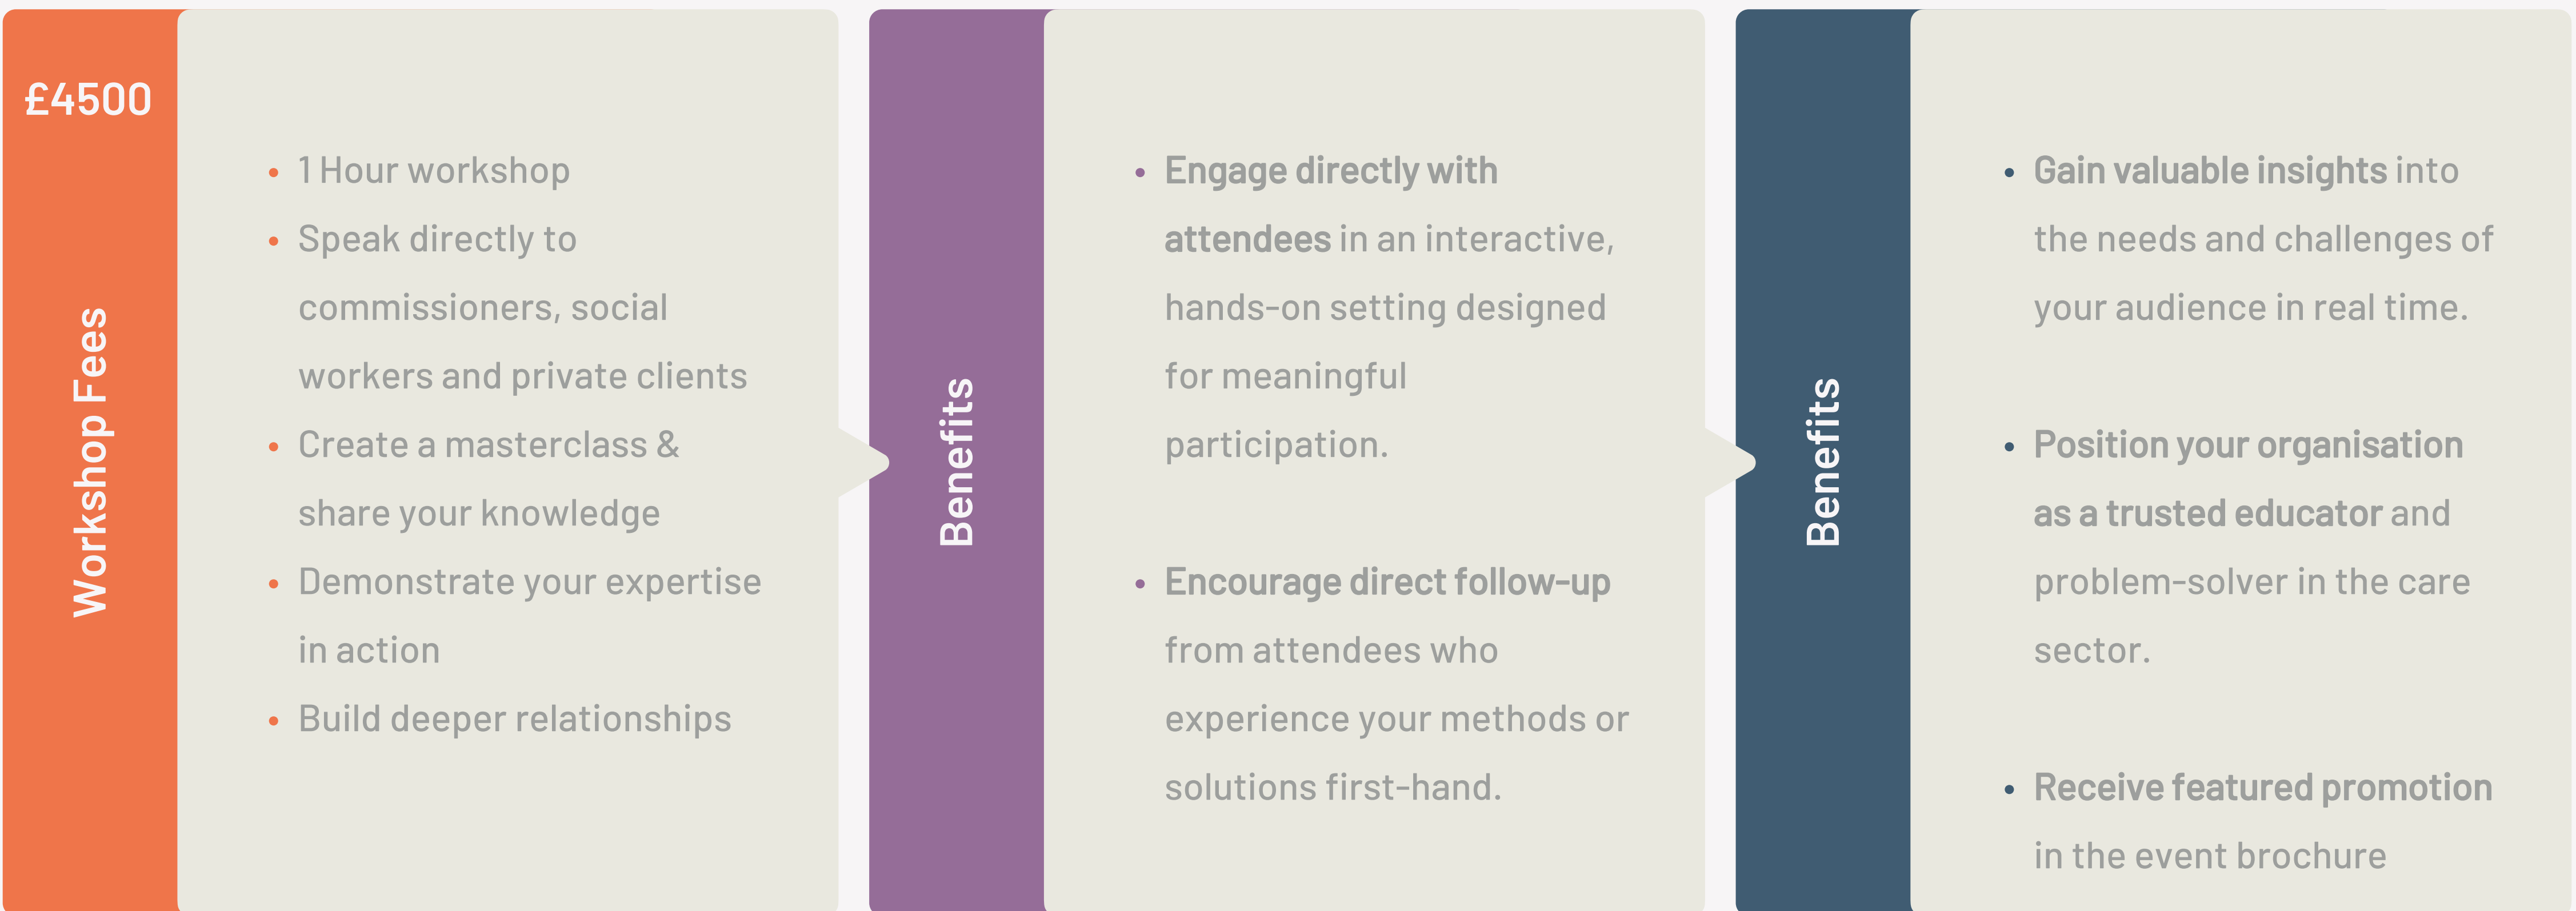 £4500
Workshop Fees
• 1 Hour workshop
• Speak directly to
commissioners, social
workers and private clients
• Create a masterclass &
share your knowledge
• Demonstrate your expertise
in action
• Build deeper relationships
Benefits
• Engage directly with
attendees in an interactive,
hands-on setting designed
for meaningful
participation.
• Encourage direct follow-up
from attendees who
experience your methods or
solutions first-hand.
Benefits
• Gain valuable insights into
the needs and challenges of
your audience in real time.
• Position your organisation
as a trusted educator and
problem-solver in the care
sector.
• Receive featured promotion
in the event brochure